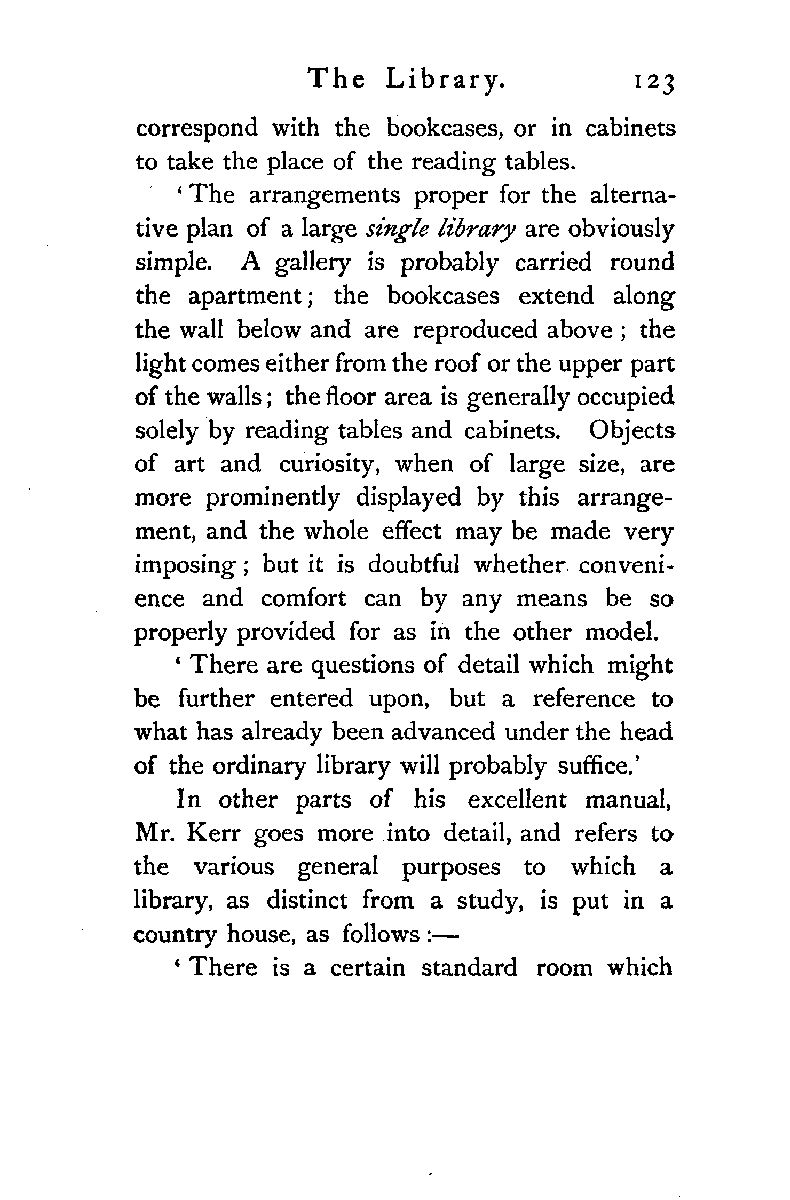 The Library. 123
correspond with the bookcases, or in cabinets
to take the place of the reading tables.
‘ The arrangements proper for the alterna-
tive plan of a large single library are obviously
simple. A gallery is probably carried round
the apartment; the bookcases extend along
the wall below and are reproduced above ; the
light comes either from the roof or the upper part
of the walls; the floor area is generally occupied
solely by reading tables and cabinets. Objects
of art and curiosity, when of large size, are
more prominently displayed by this arrange-
ment, and the whole effect may be made very
imposing ; but it is doubtful whether conveni-
ence and comfort can by any means be so
properly provided for as in the other model.
‘ There are questions of detail which might
be further entered upon, but a reference to
what has already been advanced under the head
of the ordinary library will probably suffice.’
In other parts of his excellent manual,
Mr. Kerr goes more into detail, and refers to
the various general purposes to which a
library, as distinct from a study, is put in a
country house, as follows :—
‘ There is a certain standard room which